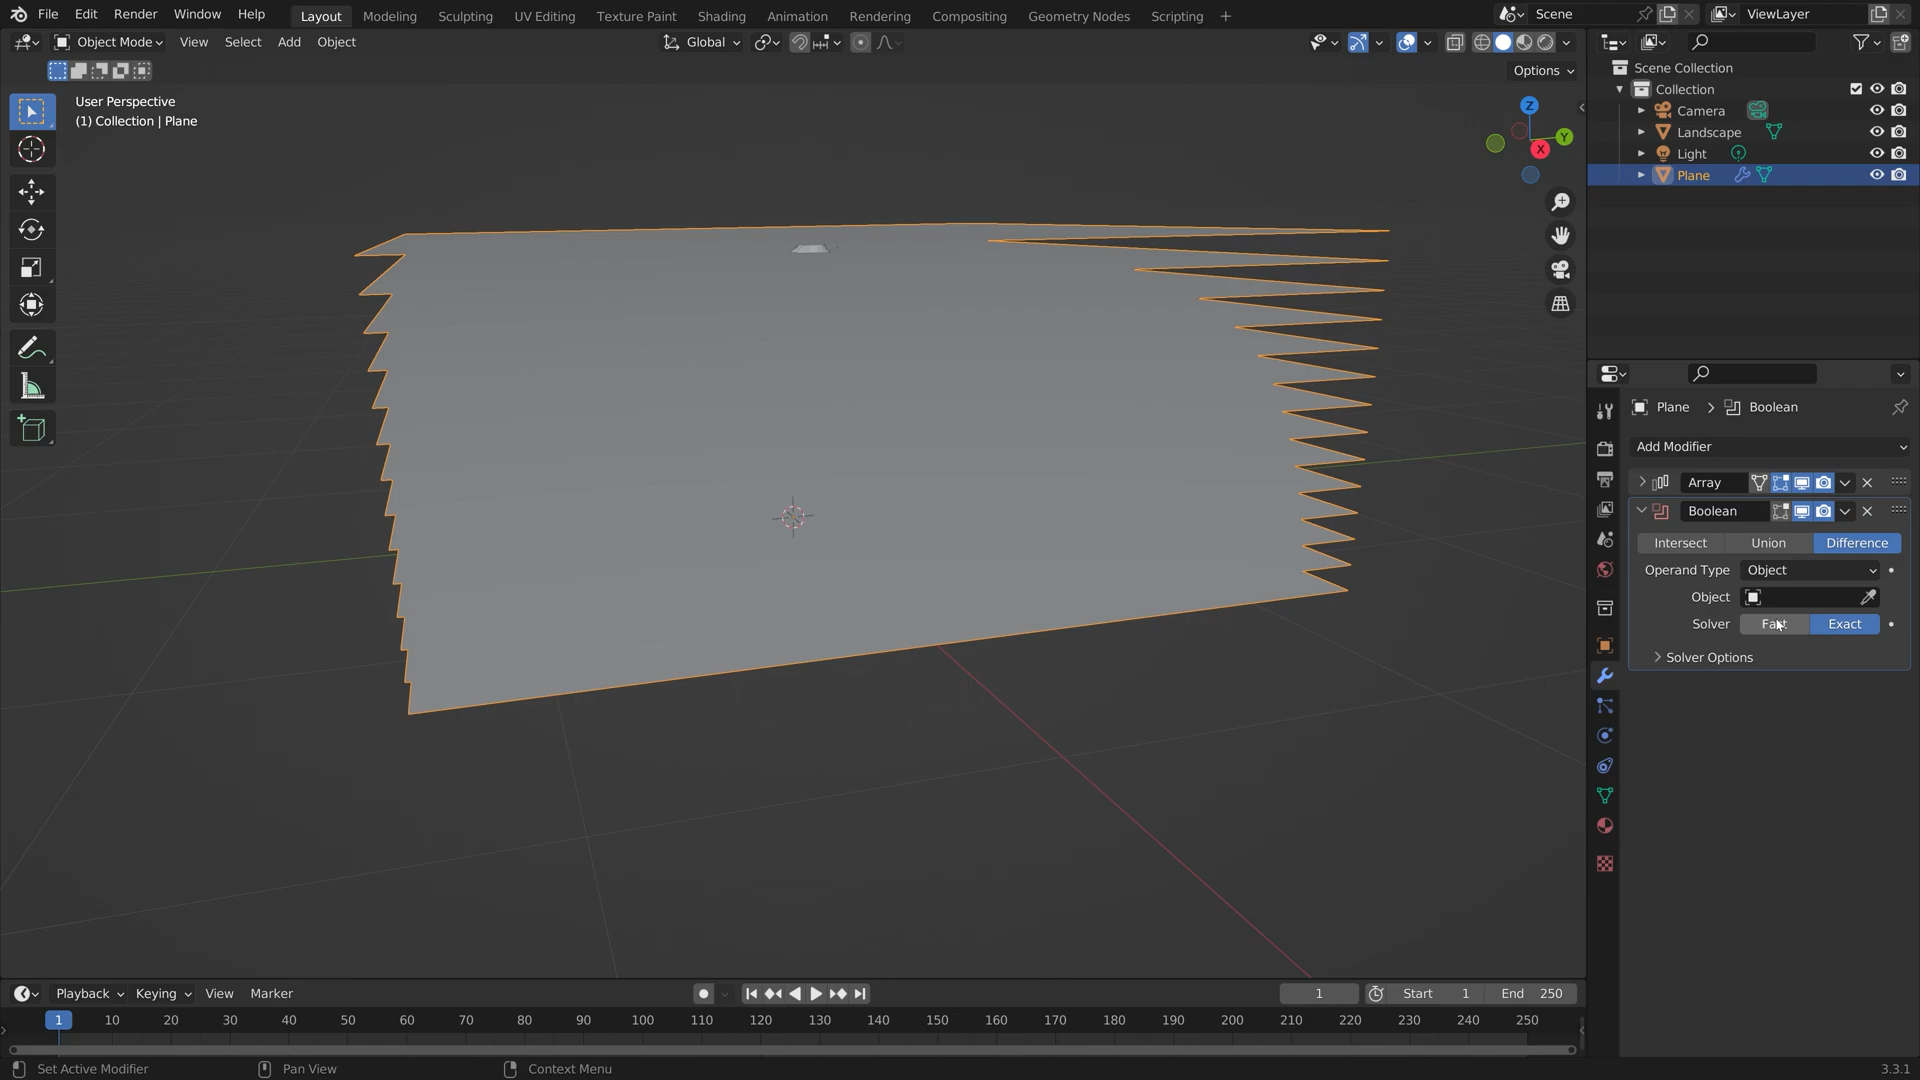 File Edit Render Window Help Layout Modeling Sculpting UV Editing Texture Paint Shading Animation Rendering Compositing Geometry Nodes Scripting + Scene ViewLayer
Object Mode View Select Add Object Global
Options
User Perspective
(1) Collection | Plane
Z
Y
X
Scene Collection
Collection
Camera
Landscape
Light
Plane
Plane > Boolean
Add Modifier
Array
Boolean
Intersect Union Difference
Operand Type Object
Object
Solver Fast Exact
Solver Options
Playback Keying View Marker 1 Start 1 End 250
1 10 20 30 40 50 60 70 80 90 100 110 120 130 140 150 160 170 180 190 200 210 220 230 240 250
Set Active Modifier Pan View Context Menu 3.3.1